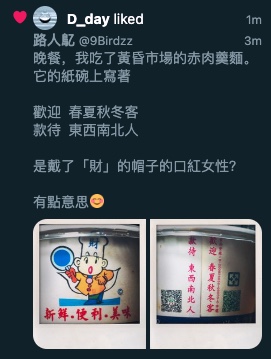 D_day liked
1m
路人䰾 @9Birdzz
3m
晚餐，我吃了黃昏市場的赤肉羹麵。
它的紙碗上寫著
歡迎 春夏秋冬客
款待 東西南北人
是戴了「財」的帽子的口紅女性?
有點意思😊
財
新鮮·便利·美味
歡迎 春夏秋冬客
款待 東西南北人